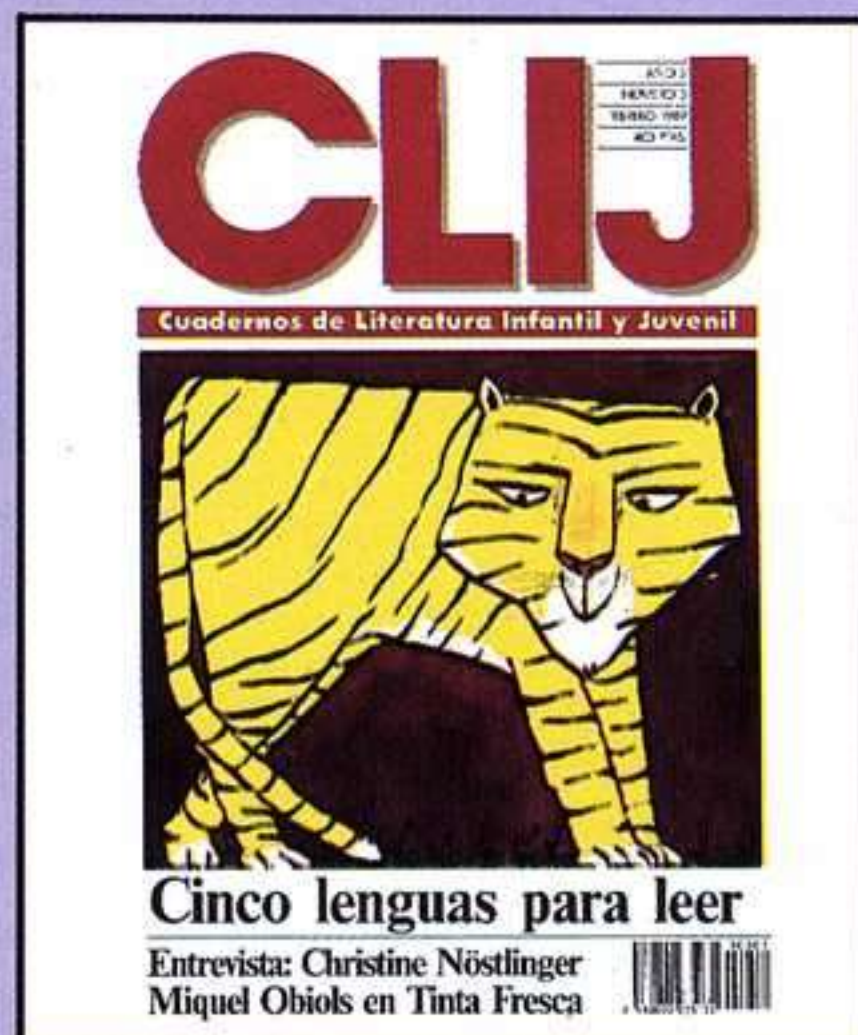 CLIJ
Cuadernos de Literatura Infantil y Juvenil
Cinco lenguas para leer
Entrevista: Christine Nöstlinger
Miquel Obiols en Tinta Fresca